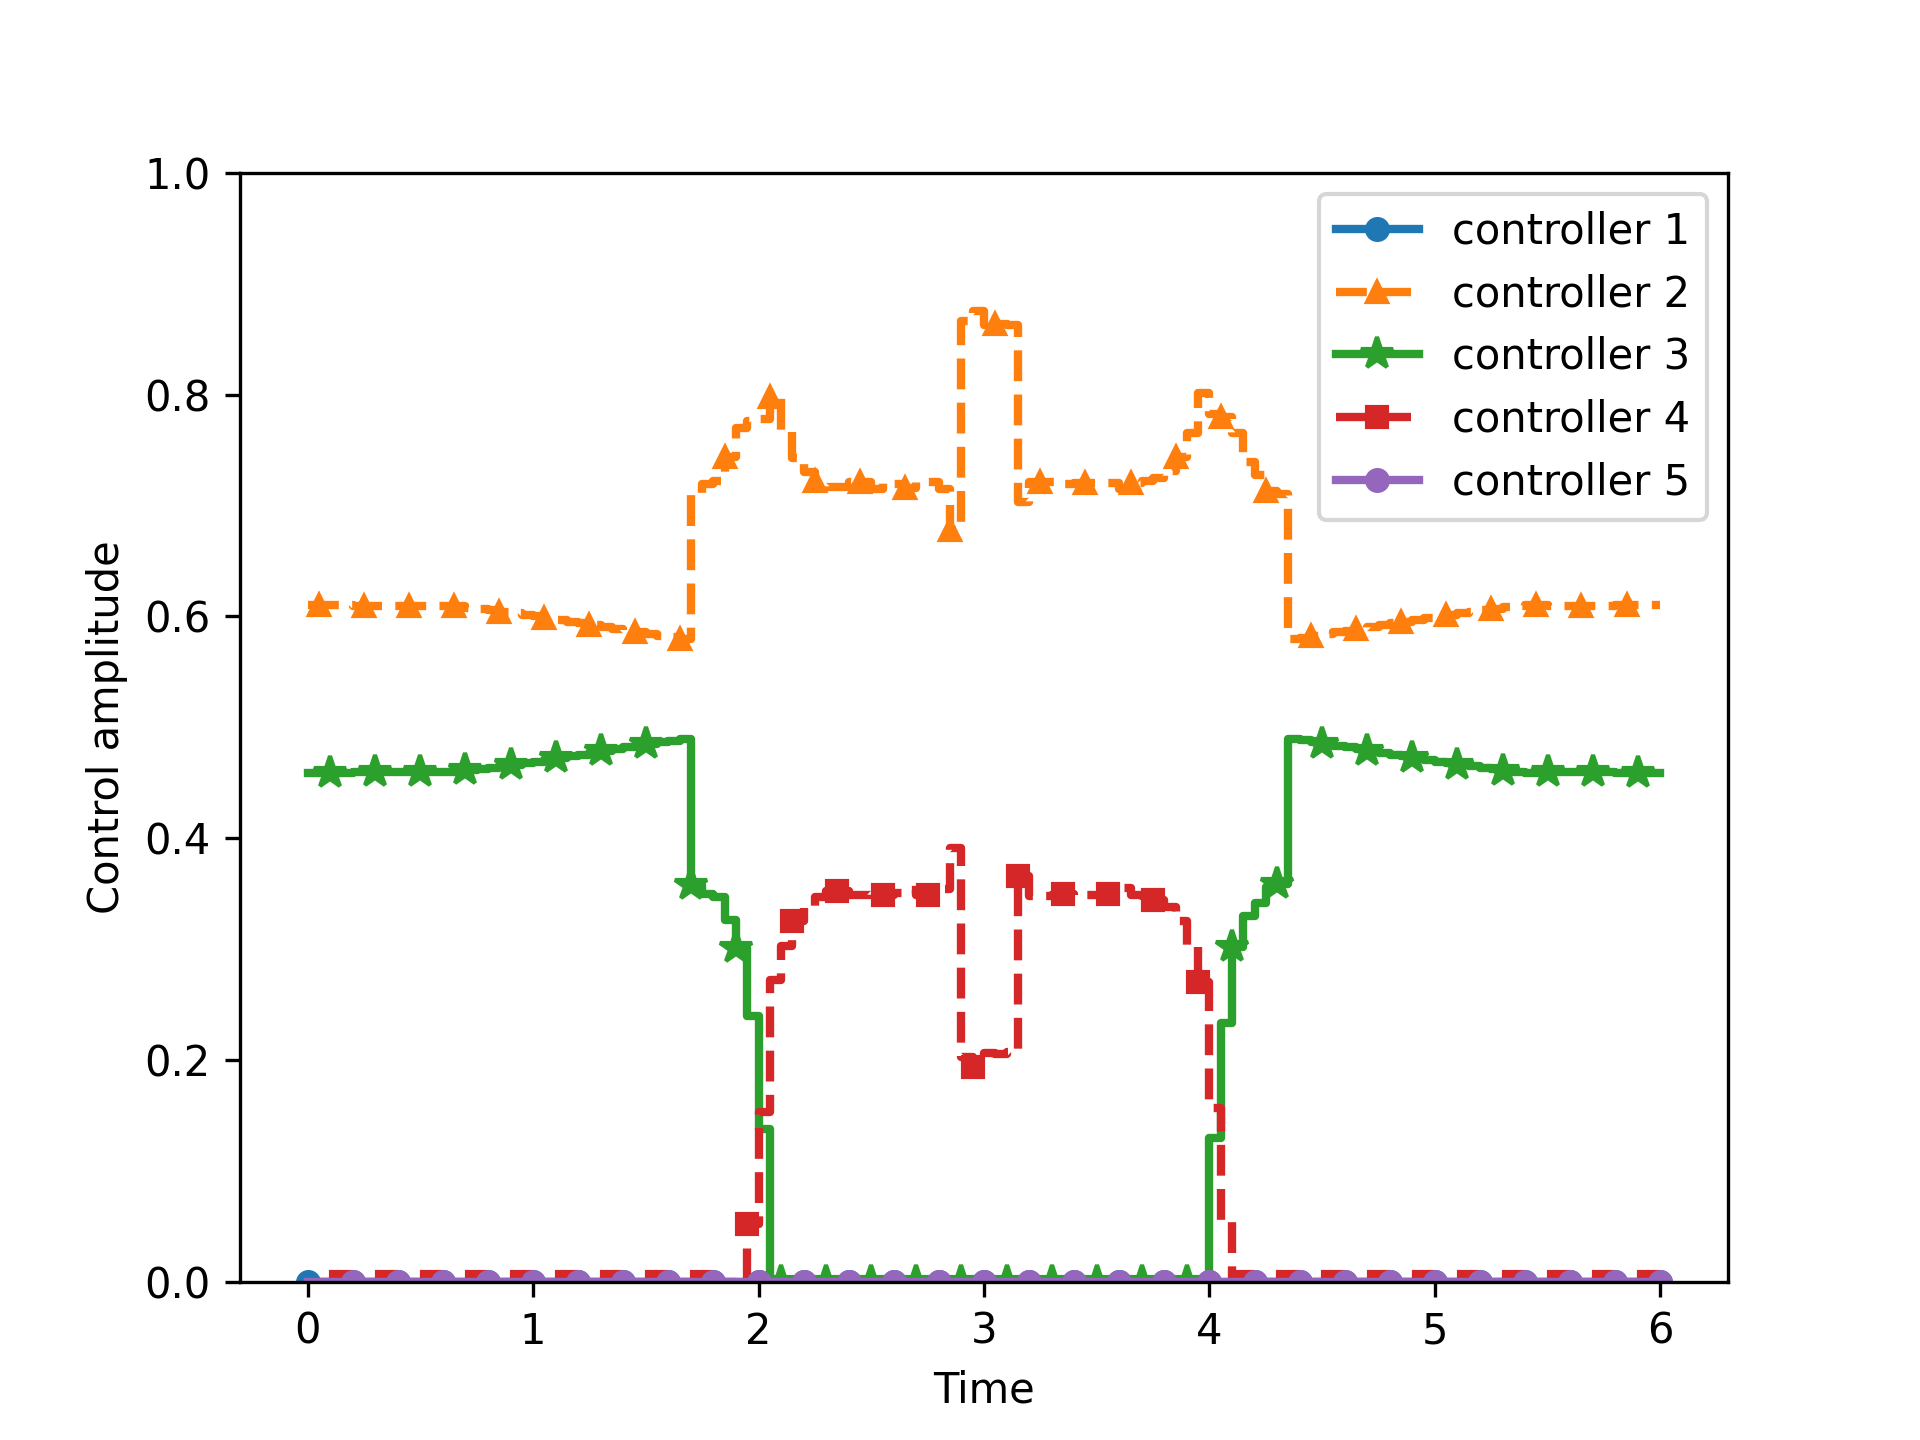 1.0
0.8
0.6
0.4
0.2
0.0
Control amplitude
controller 1
controller 2
controller 3
controller 4
controller 5
0 1 2 3 4 5 6
Time